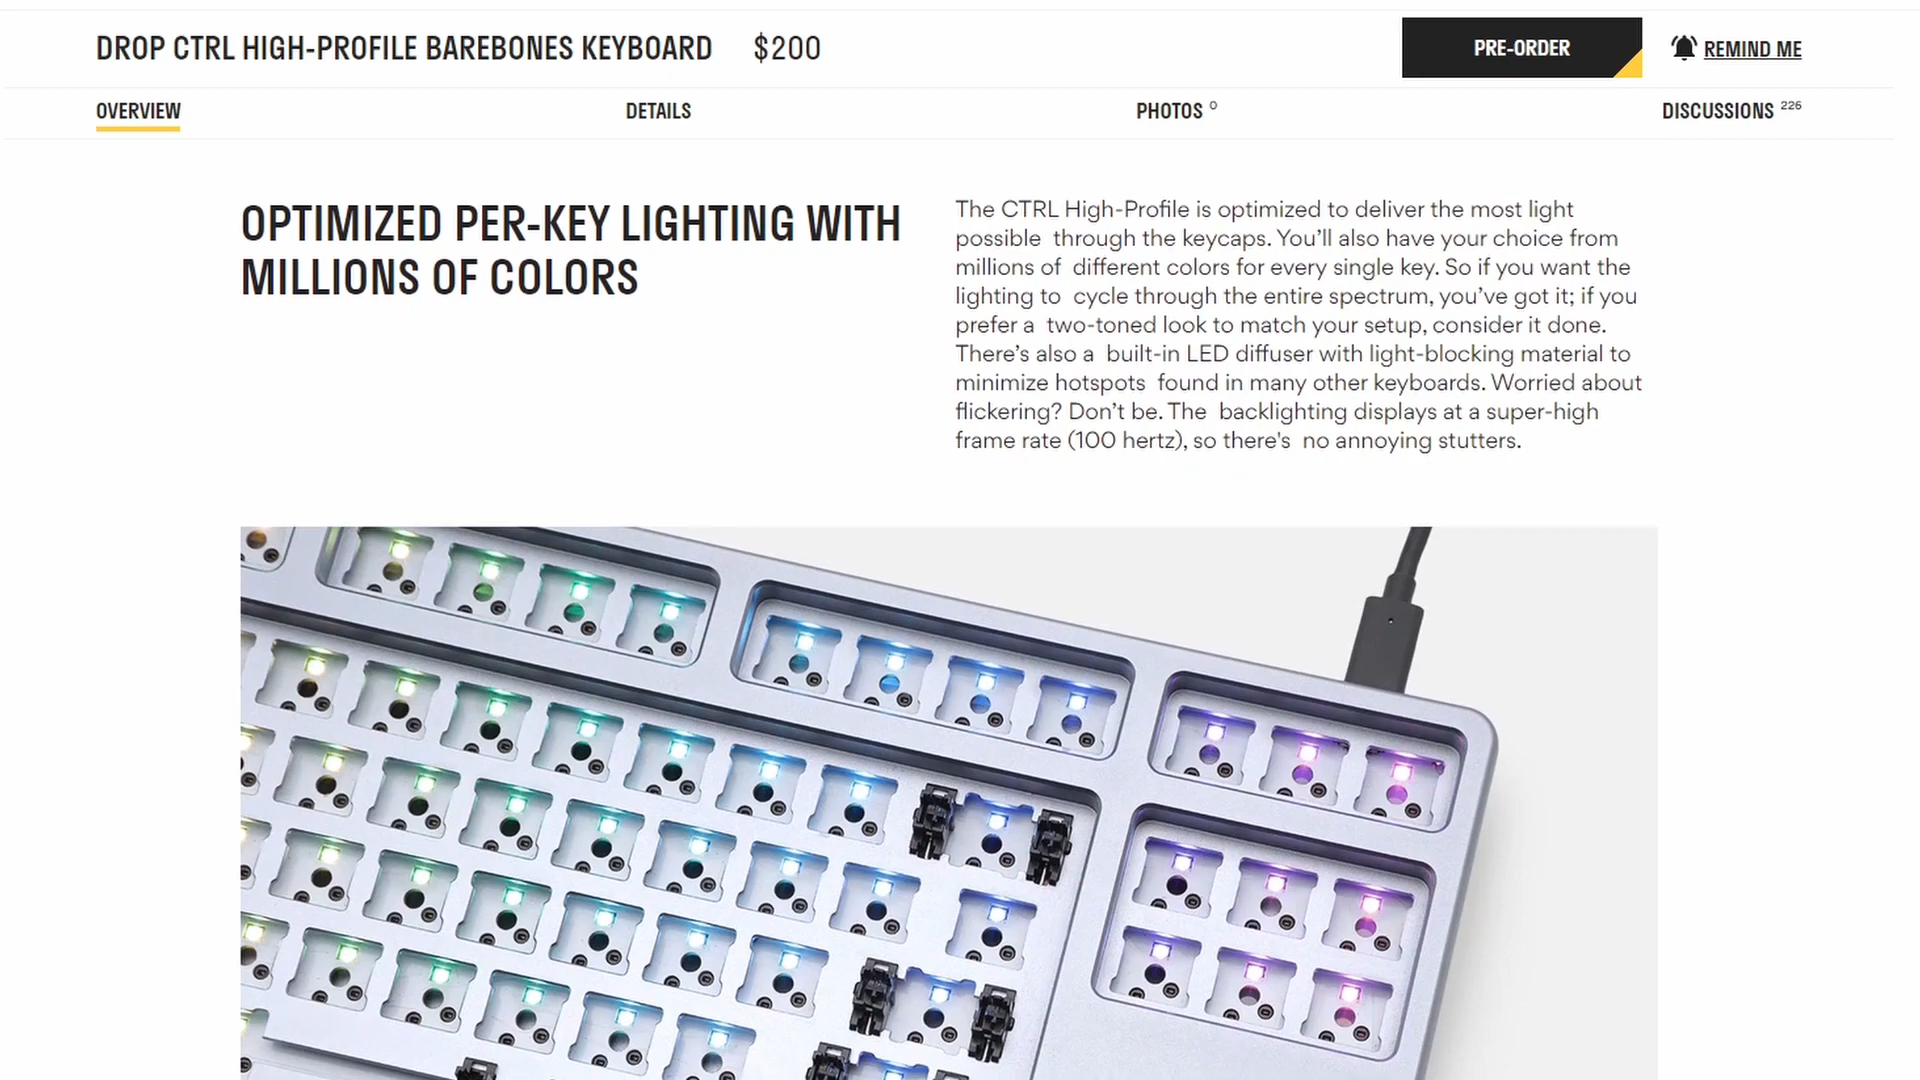 DROP CTRL HIGH-PROFILE BAREBONES KEYBOARD $200
PRE-ORDER
REMIND ME
OVERVIEW
DETAILS
PHOTOS 0
DISCUSSIONS 226
OPTIMIZED PER-KEY LIGHTING WITH
MILLIONS OF COLORS
The CTRL High-Profile is optimized to deliver the most light
possible through the keycaps. You’ll also have your choice from
millions of different colors for every single key. So if you want the
lighting to cycle through the entire spectrum, you’ve got it; if you
prefer a two-toned look to match your setup, consider it done.
There’s also a built-in LED diffuser with light-blocking material to
minimize hotspots found in many other keyboards. Worried about
flickering? Don’t be. The backlighting displays at a super-high
frame rate (100 hertz), so there's no annoying stutters.